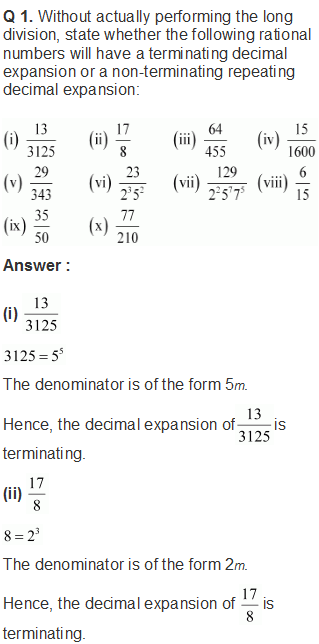 Q 1. Without actually performing the long
division, state whether the following rational
numbers will have a terminating decimal
expansion or a non-terminating repeating
decimal expansion:
(i) 13/3125 (ii) 17/8 (iii) 64/455 (iv) 15/1600
(v) 29/343 (vi) 23/2³5² (vii) 129/2²5⁷7⁵ (viii) 6/15
(ix) 35/50 (x) 77/210
Answer :
(i) 13/3125
3125 = 5⁵
The denominator is of the form 5m.
Hence, the decimal expansion of 13/3125 is
terminating.
(ii) 17/8
8 = 2³
The denominator is of the form 2m.
Hence, the decimal expansion of 17/8 is
terminating.